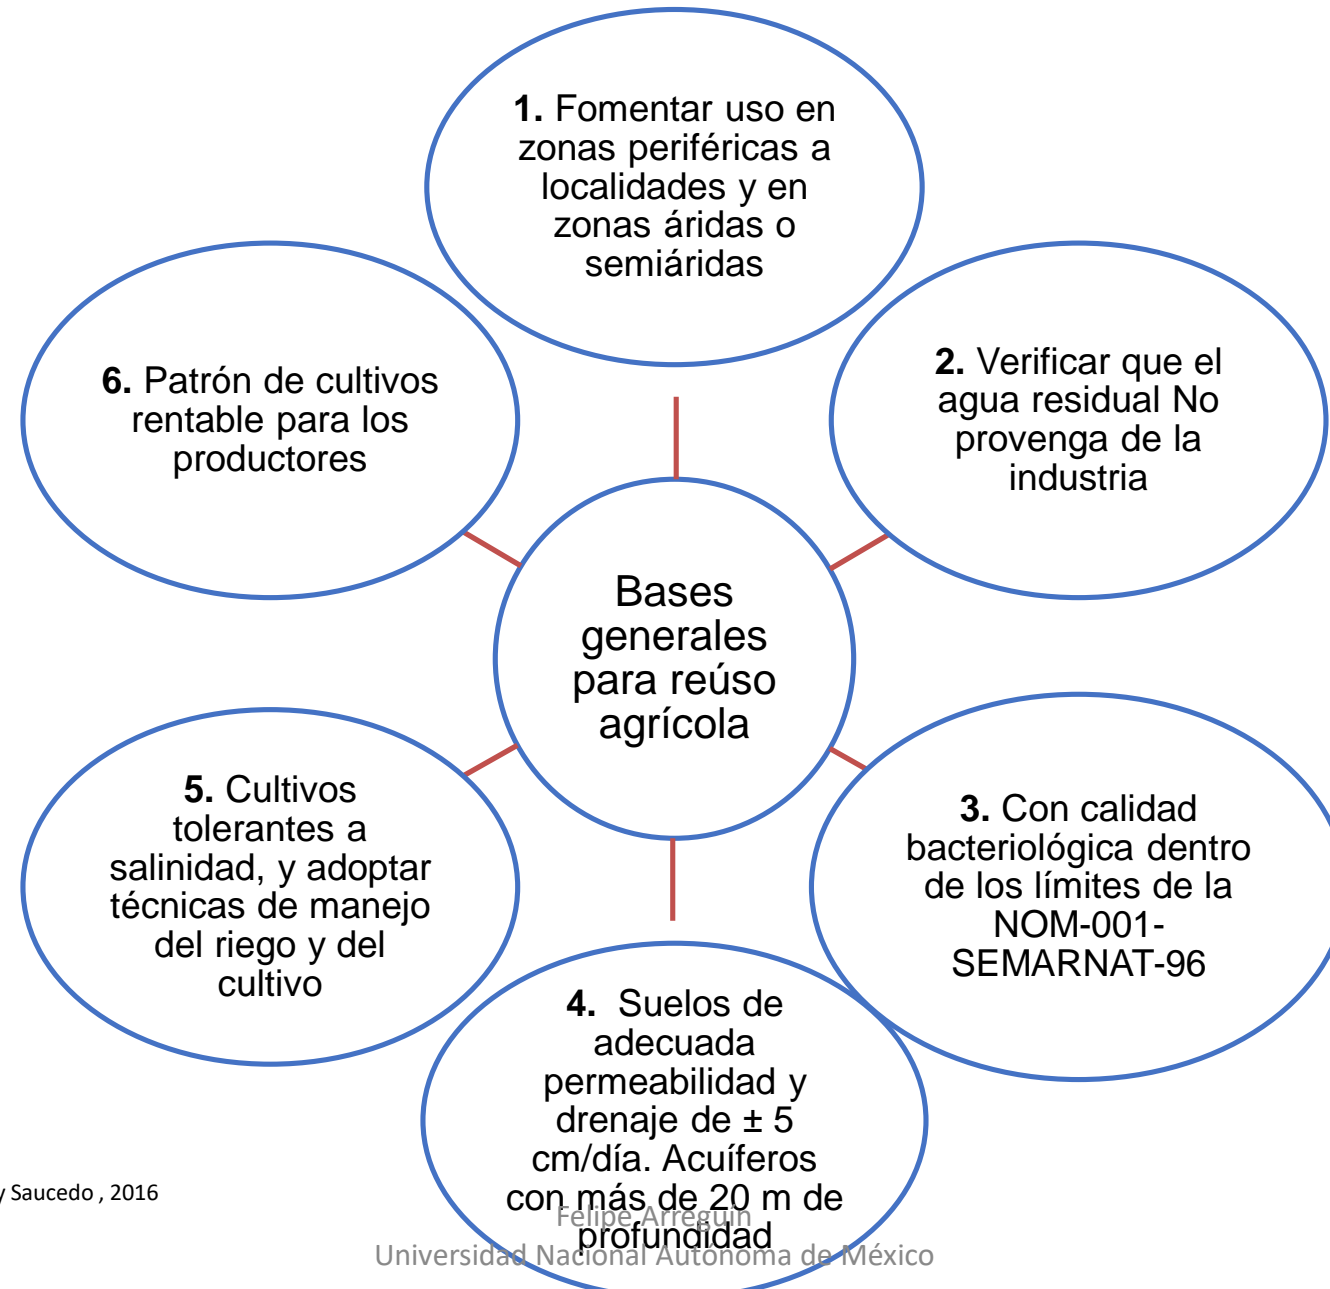 1. Fomentar uso en
zonas periféricas a
localidades y en
zonas áridas o
semiáridas
2. Verificar que el
agua residual No
provenga de la
industria
3. Con calidad
bacteriológica dentro
de los límites de la
NOM-001-
SEMARNAT-96
4. Suelos de
adecuada
permeabilidad y
drenaje de ± 5
cm/día. Acuíferos
con más de 20 m de
profundidad
5. Cultivos
tolerantes a
salinidad, y adoptar
técnicas de manejo
del riego y del
cultivo
6. Patrón de cultivos
rentable para los
productores
Bases
generales
para reúso
agrícola
y Saucedo , 2016
Felipe Arreguín
Universidad Nacional Autónoma de México